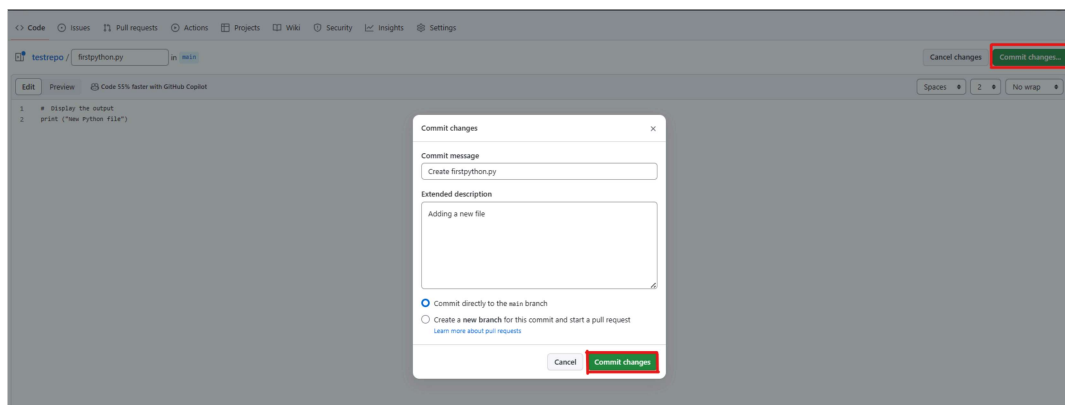 <> Code Issues Pull requests Actions Projects Wiki Security Insights Settings
testrepo / firstpython.py in main Cancel changes Commit changes...
Edit Preview Code 55% faster with GitHub Copilot Spaces 2 No wrap
1 # Display the output
2 print ("New Python file")
Commit changes
Commit message
Create firstpython.py
Extended description
Adding a new file
Commit directly to the main branch
Create a new branch for this commit and start a pull request
Learn more about pull requests
Cancel Commit changes